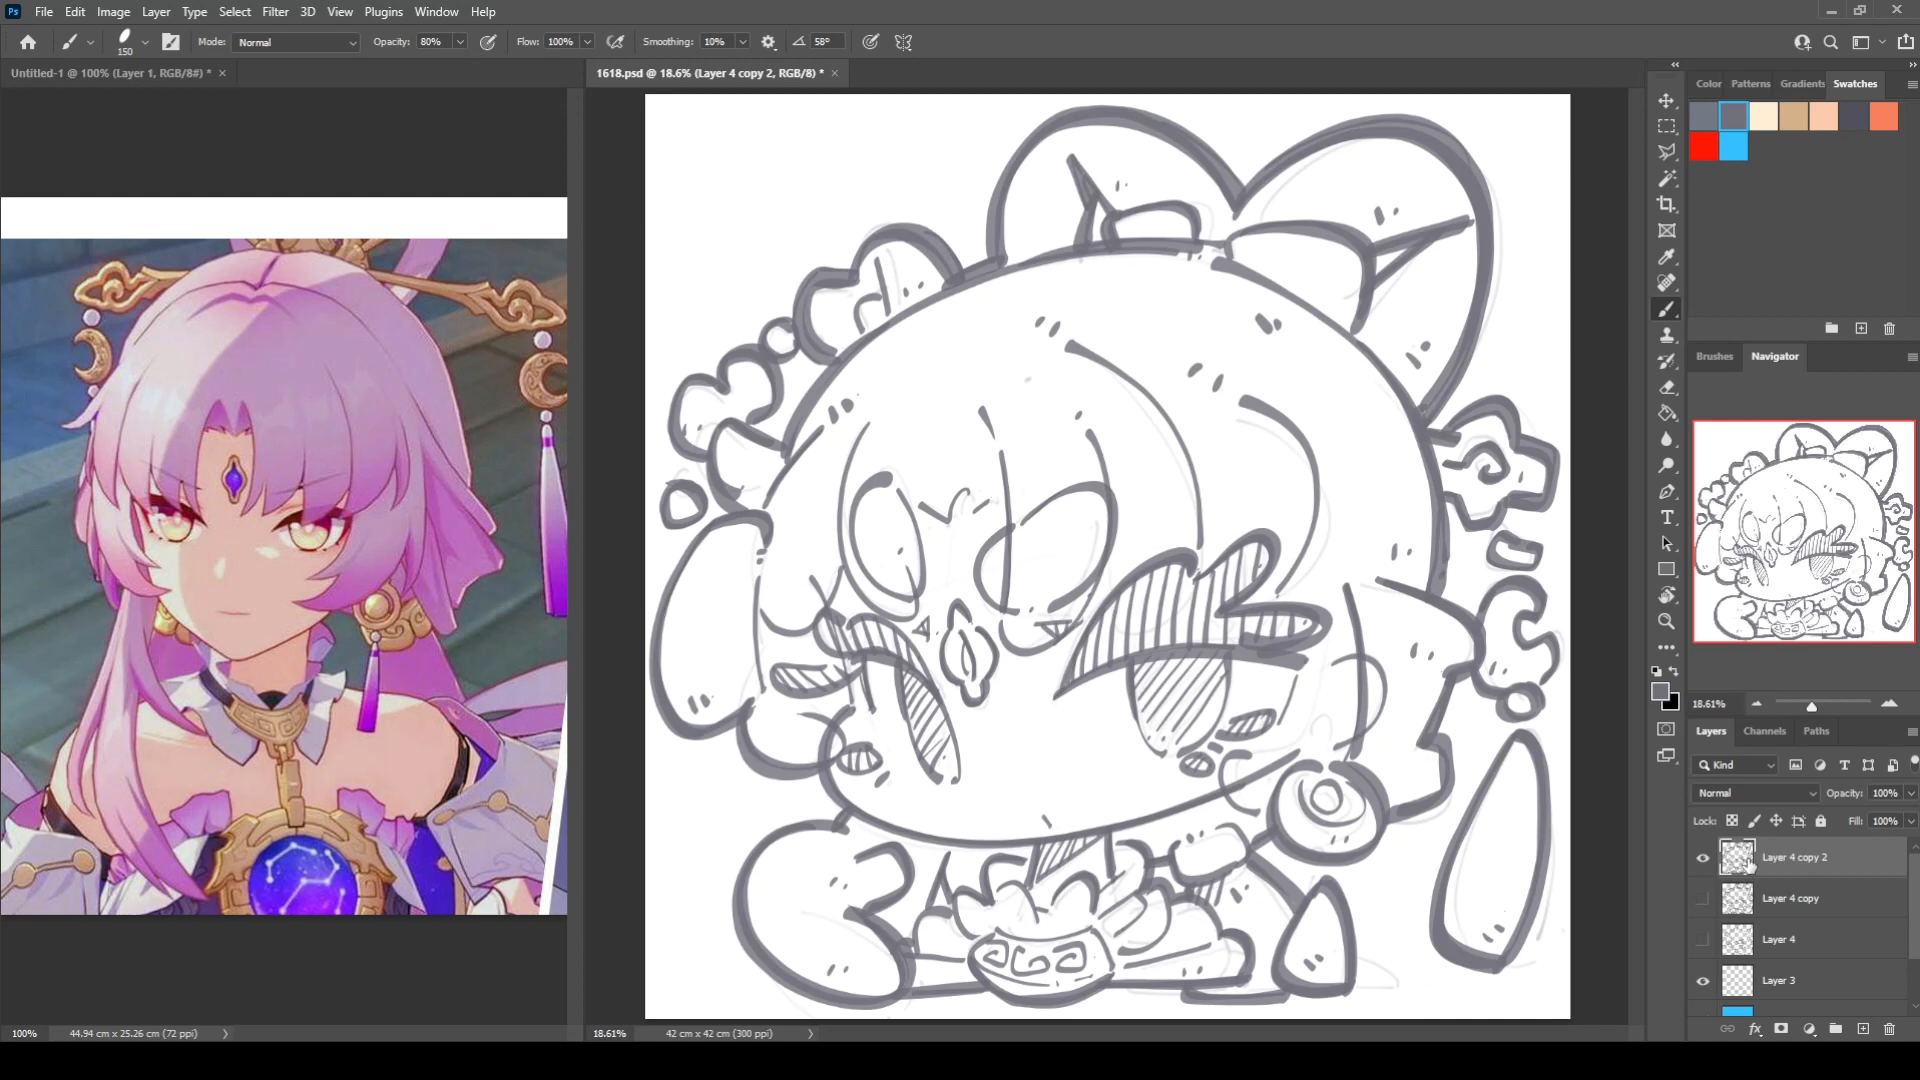 Ps File Edit Image Layer Type Select Filter 3D View Plugins Window Help
150 Mode: Normal Opacity: 80% Flow: 100% Smoothing: 10% 58°
Untitled-1 @ 100% (Layer 1, RGB/8#) * × 1618.psd @ 18.6% (Layer 4 copy 2, RGB/8) * ×
Color Patterns Gradients Swatches
Brushes Navigator
18.61%
Layers Channels Paths
Kind
Normal Opacity: 100%
Lock: Fill: 100%
Layer 4 copy 2
Layer 4 copy
Layer 4
Layer 3
fx
100% 44.94 cm x 25.26 cm (72 ppi) 18.61% 42 cm x 42 cm (300 ppi)